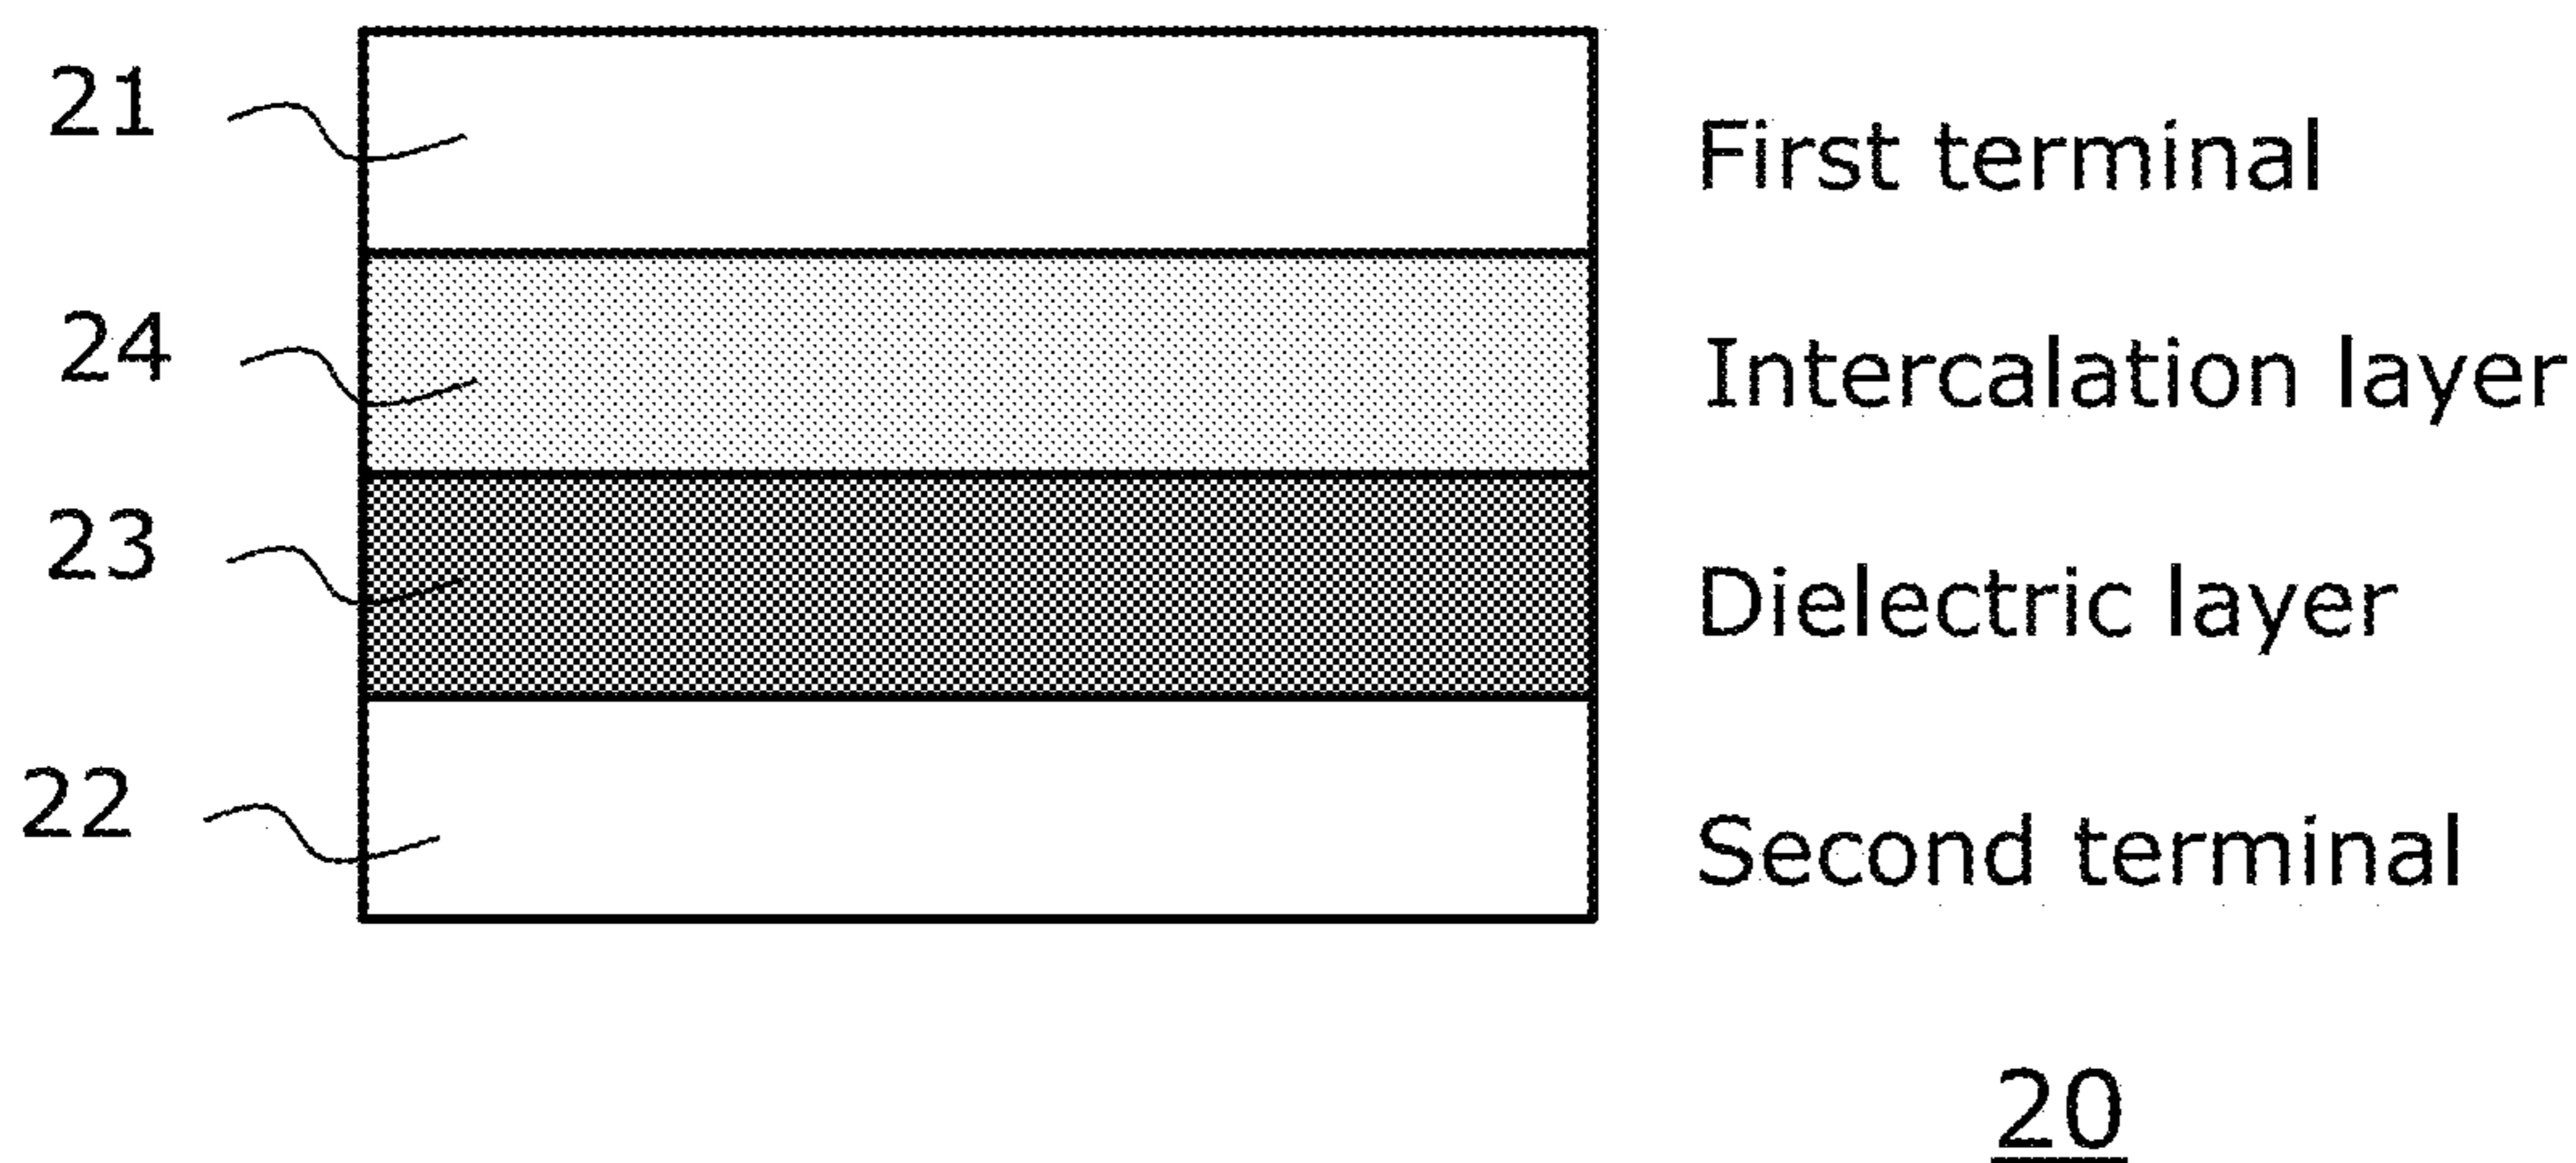 21 First terminal
24 Intercalation layer
23 Dielectric layer
22 Second terminal
20